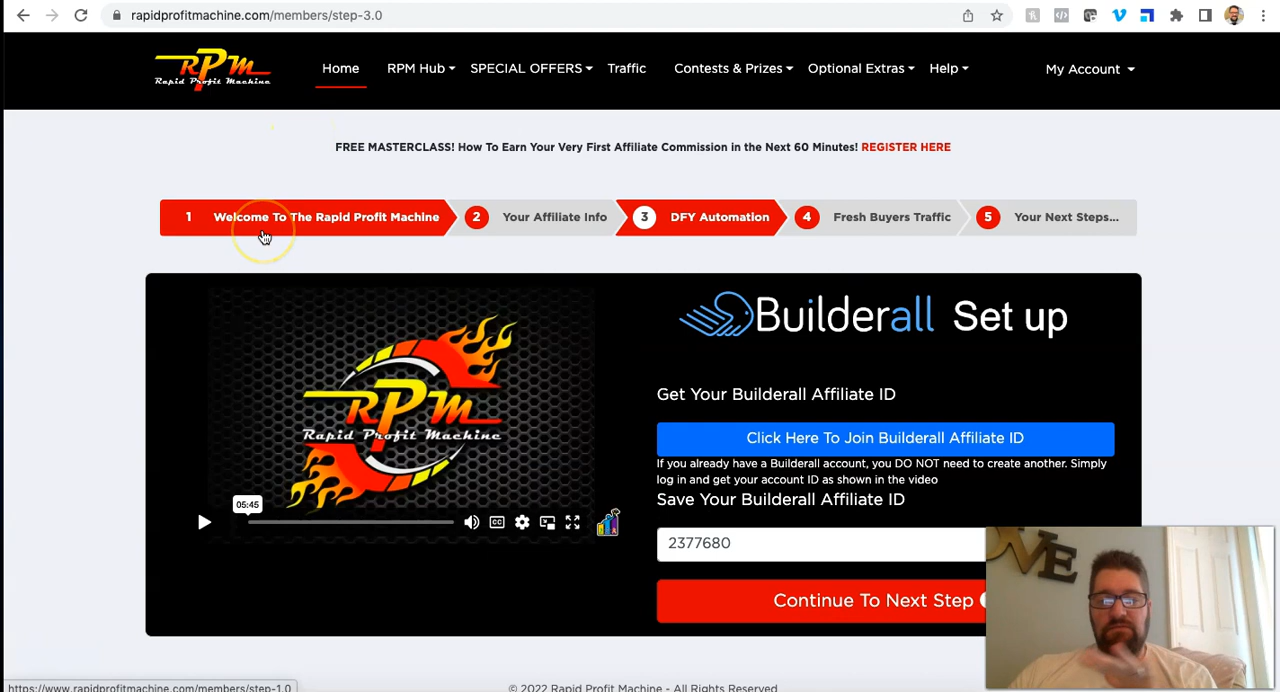 rapidprofitmachine.com/members/step-3.0
RPM
Rapid Profit Machine
Home
RPM Hub
SPECIAL OFFERS
Traffic
Contests & Prizes
Optional Extras
Help
My Account
FREE MASTERCLASS! How To Earn Your Very First Affiliate Commission in the Next 60 Minutes! REGISTER HERE
1 Welcome To The Rapid Profit Machine
2 Your Affiliate Info
3 DFY Automation
4 Fresh Buyers Traffic
5 Your Next Steps...
RPM
Rapid Profit Machine
05:45
CC
Builderall Set up
Get Your Builderall Affiliate ID
Click Here To Join Builderall Affiliate ID
If you already have a Builderall account, you DO NOT need to create another. Simply
log in and get your account ID as shown in the video
Save Your Builderall Affiliate ID
2377680
Continue To Next Step
https://www.rapidprofitmachine.com/members/step-1.0
© 2022 Rapid Profit Machine - All Rights Reserved